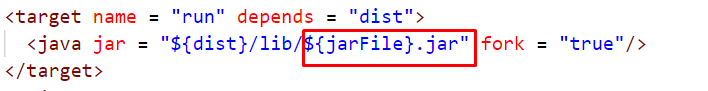 <target name = "run" depends = "dist">
<java jar = "${dist}/lib/${jarFile}.jar" fork = "true"/>
</target>